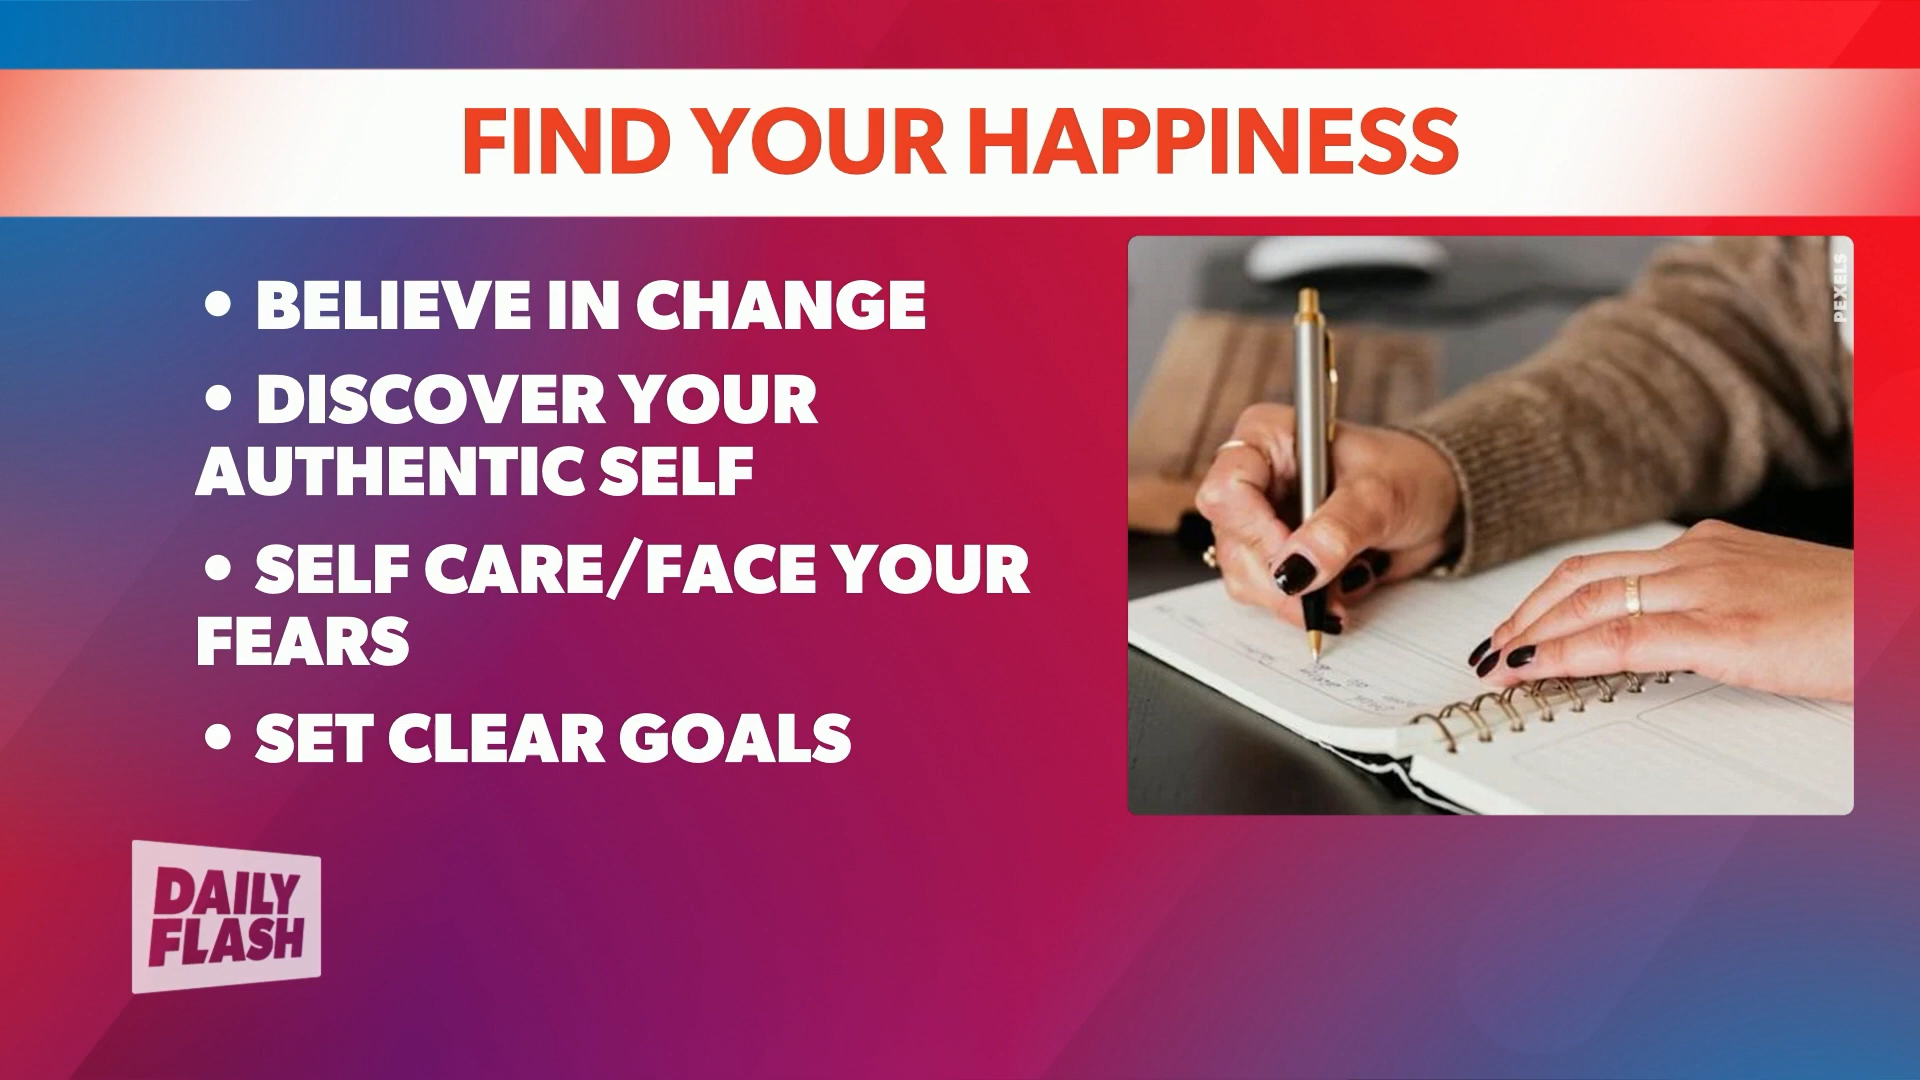 FIND YOUR HAPPINESS
• BELIEVE IN CHANGE
• DISCOVER YOUR
AUTHENTIC SELF
• SELF CARE/FACE YOUR
FEARS
• SET CLEAR GOALS
PEXELS
DAILY
FLASH